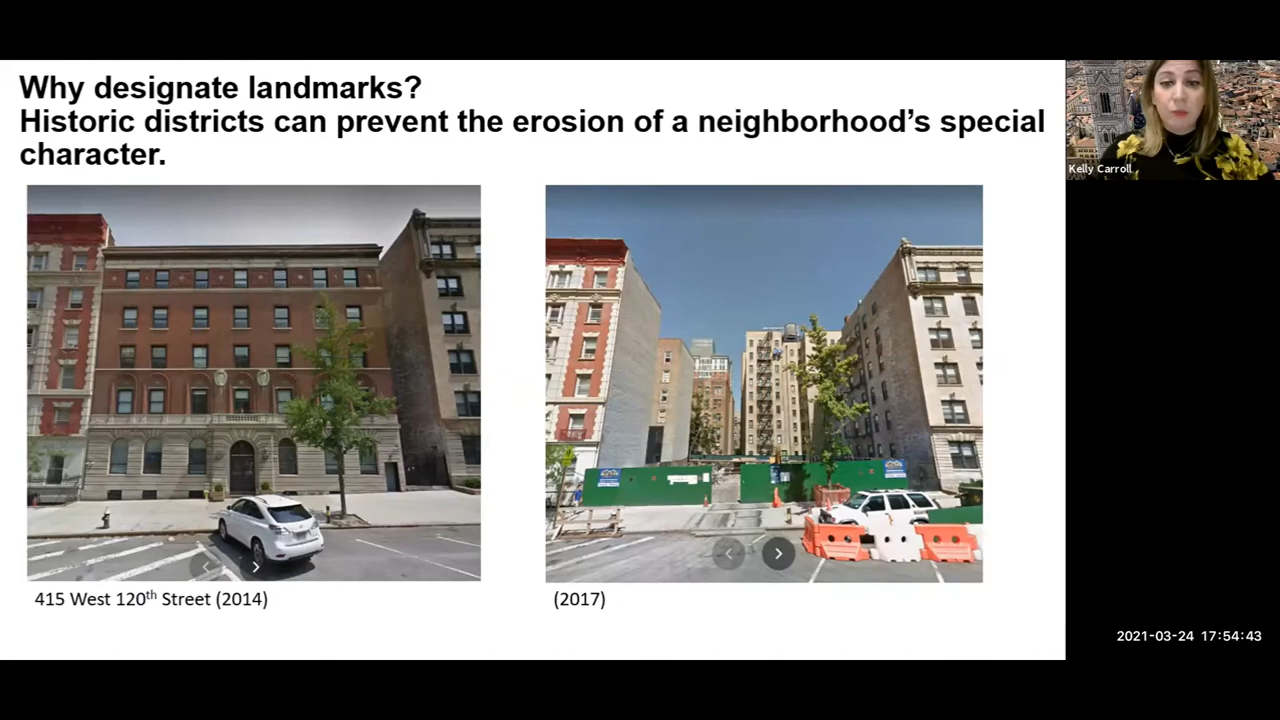 Why designate landmarks?
Historic districts can prevent the erosion of a neighborhood's special
character.
Kelly Carroll
415 West 120th Street (2014)
(2017)
2021-03-24 17:54:43